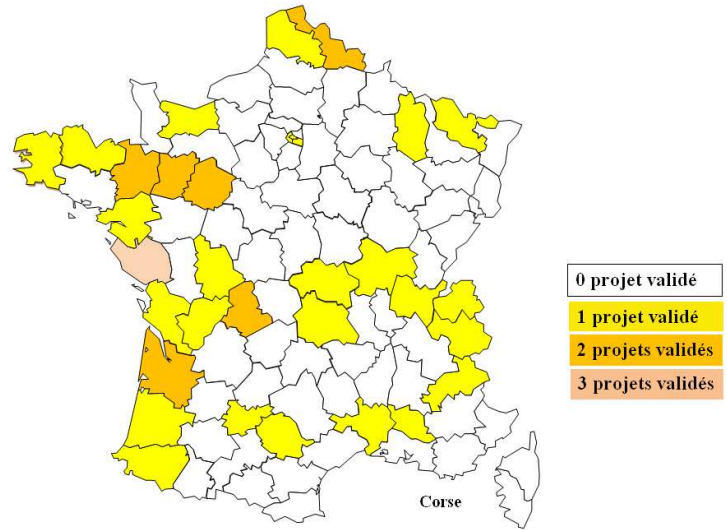 0 projet validé
1 projet validé
2 projets validés
3 projets validés
Corse